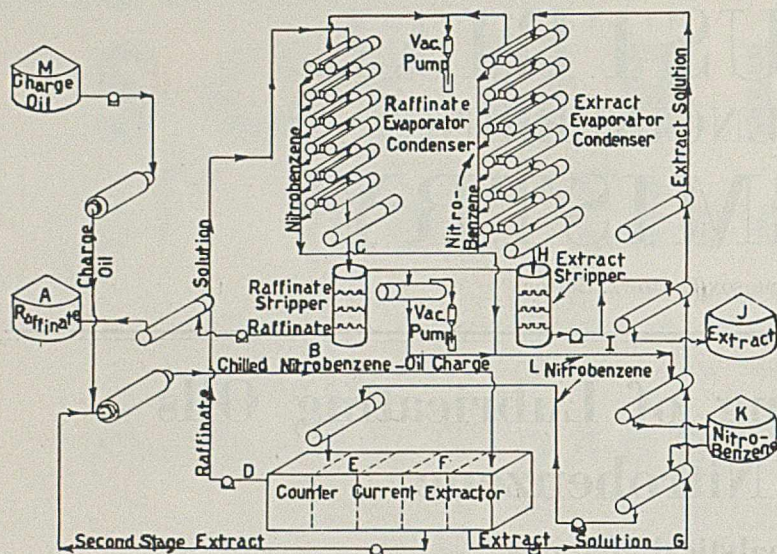 M
Charge
Oil
Vac.
Pump
Raffinate
Evaporator
Condenser
Extract
Evaporator
Condenser
Nitrobenzene
Nitro-
Benzene
Extract Solution
Charge
Oil
Solution
C
H
Extract
Stripper
Raffinate
Stripper
Raffinate
Vac.
Pump
A
Raffinate
I
J
Extract
B
Chilled Nitrobenzene-Oil Charge
L Nitrobenzene
K
Nitro-
Benzene
Raffinate
D
E F
Counter Current Extractor
Second Stage Extract
Extract Solution G